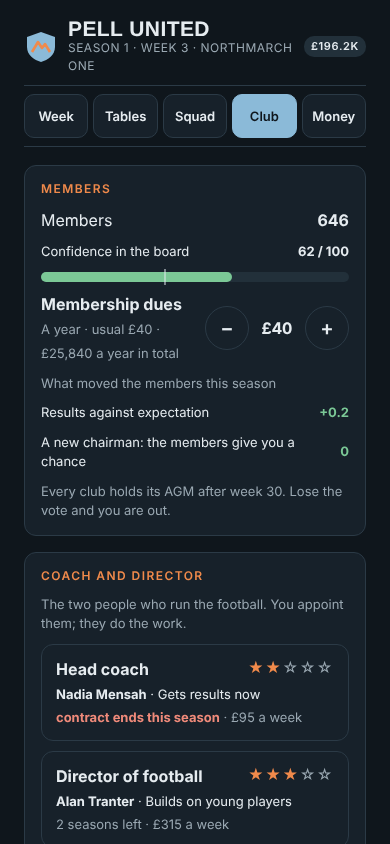 PELL UNITED
SEASON 1 · WEEK 3 · NORTHMARCH
ONE
£196.2K
Week
Tables
Squad
Club
Money
MEMBERS
Members 646
Confidence in the board 62 / 100
Membership dues
A year · usual £40 ·
£25,840 a year in total
− £40 +
What moved the members this season
Results against expectation +0.2
A new chairman: the members give you a
chance 0
Every club holds its AGM after week 30. Lose the
vote and you are out.
COACH AND DIRECTOR
The two people who run the football. You appoint
them; they do the work.
Head coach ★★☆☆☆
Nadia Mensah · Gets results now
contract ends this season · £95 a week
Director of football ★★★☆☆
Alan Tranter · Builds on young players
2 seasons left · £315 a week